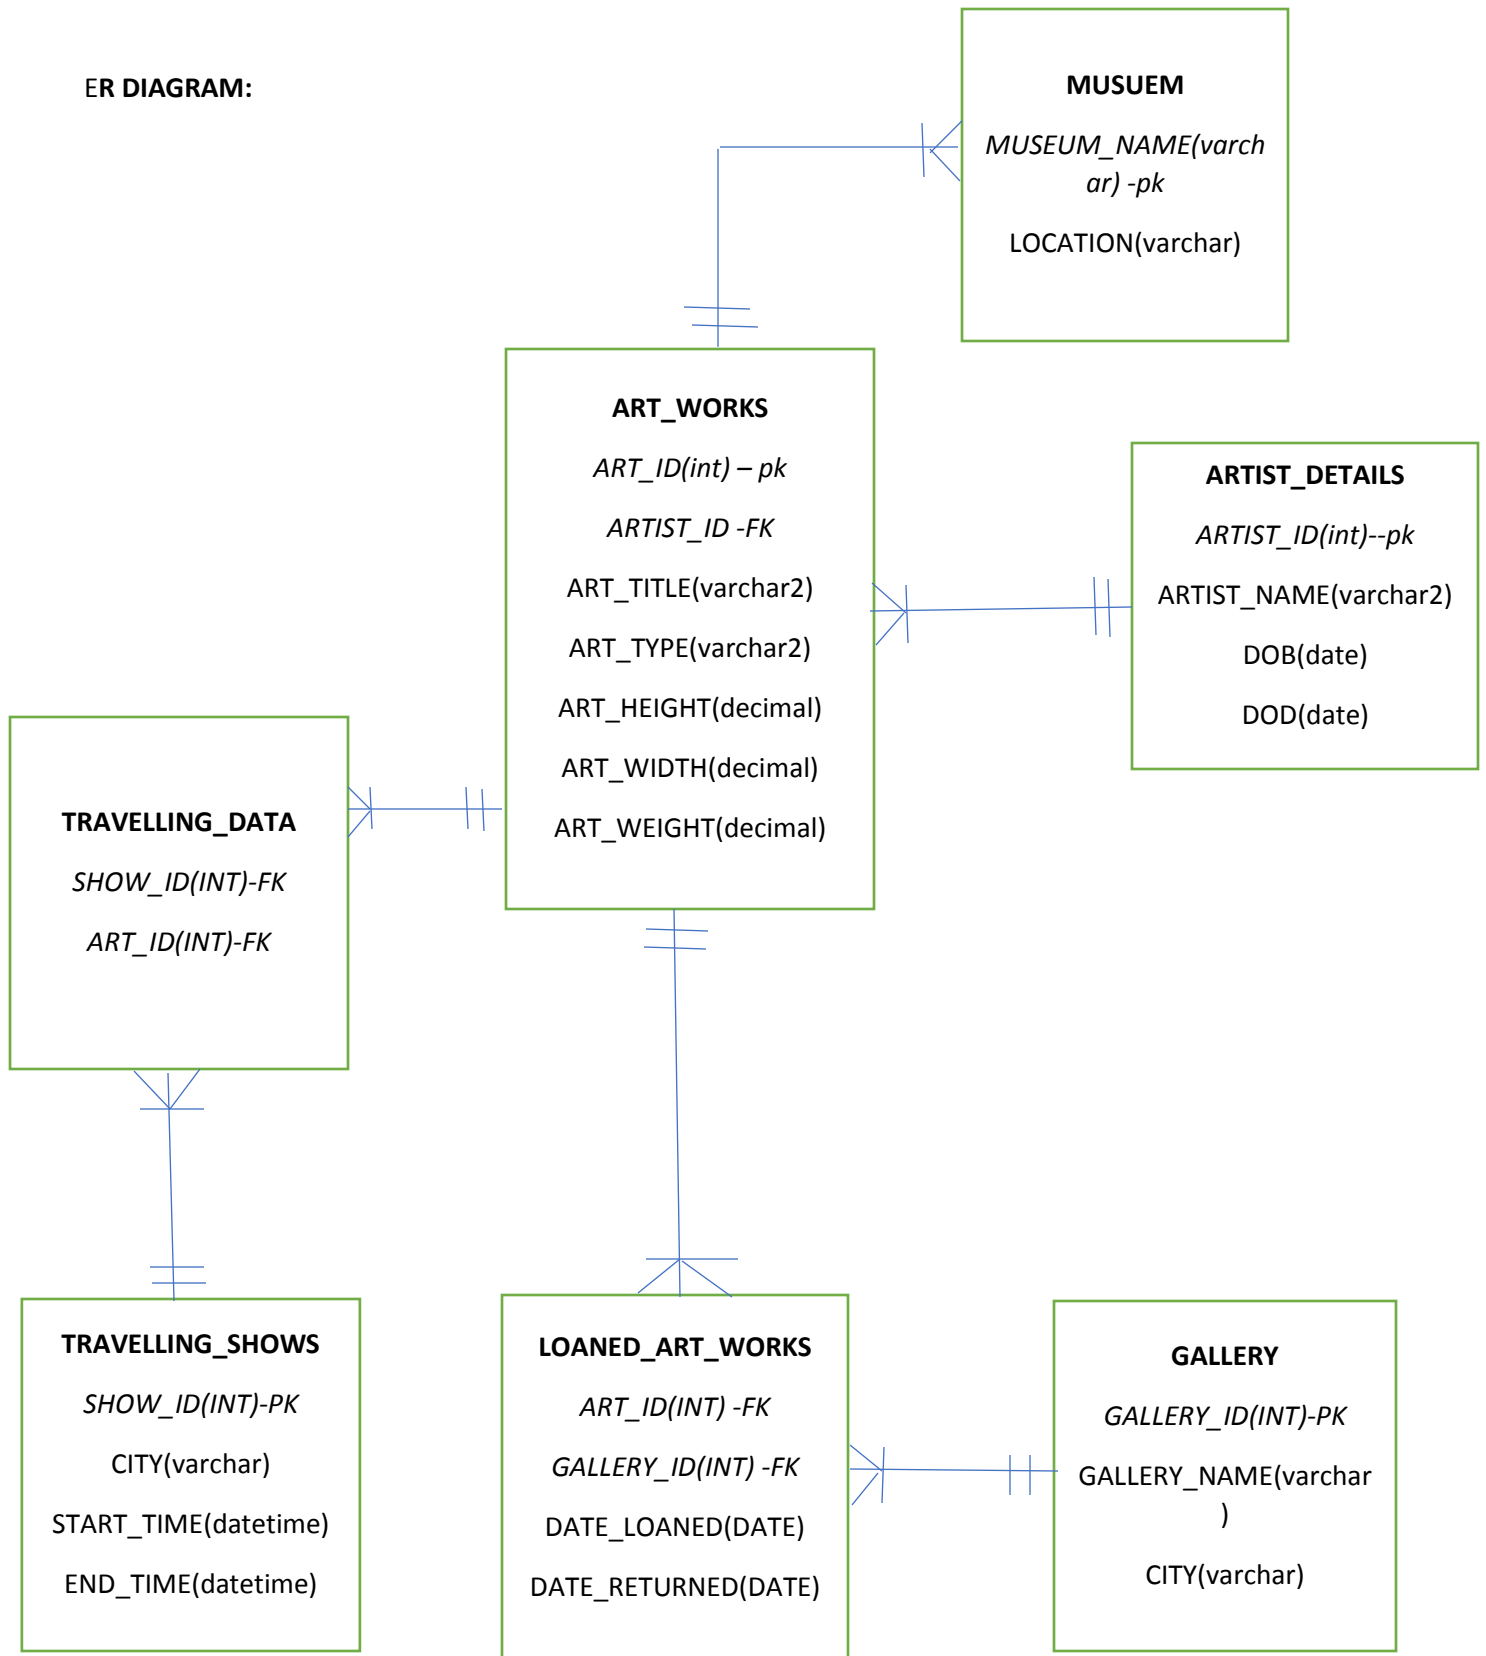 ER DIAGRAM:
MUSUEM
MUSEUM_NAME(varch
ar) -pk
LOCATION(varchar)
ART_WORKS
ART_ID(int) – pk
ARTIST_ID -FK
ART_TITLE(varchar2)
ART_TYPE(varchar2)
ART_HEIGHT(decimal)
ART_WIDTH(decimal)
ART_WEIGHT(decimal)
ARTIST_DETAILS
ARTIST_ID(int)--pk
ARTIST_NAME(varchar2)
DOB(date)
DOD(date)
TRAVELLING_DATA
SHOW_ID(INT)-FK
ART_ID(INT)-FK
TRAVELLING_SHOWS
SHOW_ID(INT)-PK
CITY(varchar)
START_TIME(datetime)
END_TIME(datetime)
LOANED_ART_WORKS
ART_ID(INT) -FK
GALLERY_ID(INT) -FK
DATE_LOANED(DATE)
DATE_RETURNED(DATE)
GALLERY
GALLERY_ID(INT)-PK
GALLERY_NAME(varchar
)
CITY(varchar)